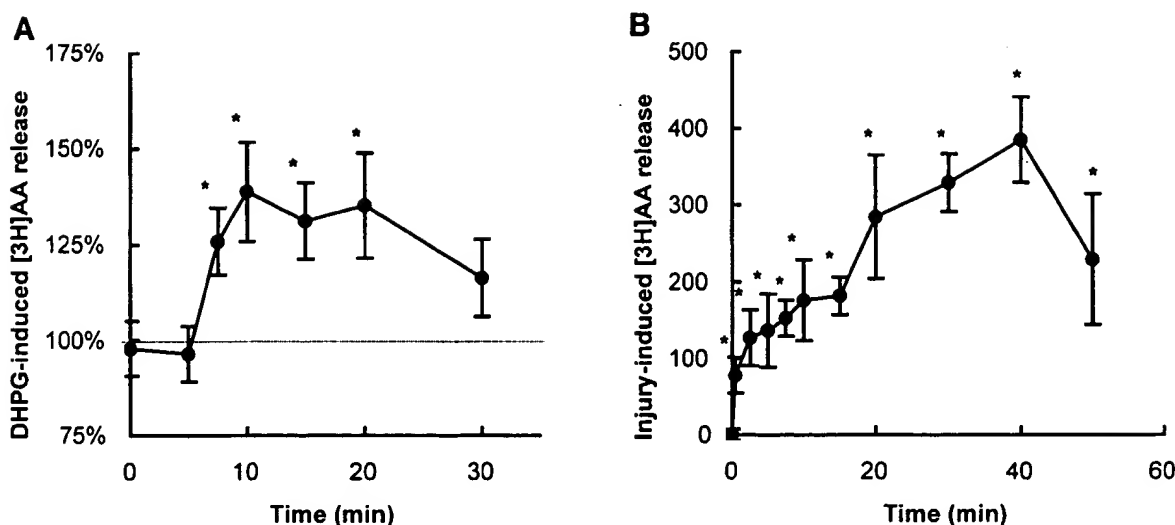 A
DHPG-induced [3H]AA release
175%
150%
125%
100%
75%
* * * *
0 10 20 30
Time (min)
B
Injury-induced [3H]AA release
500
400
300
200
100
0
* * * * * * * * * *
0 20 40 60
Time (min)